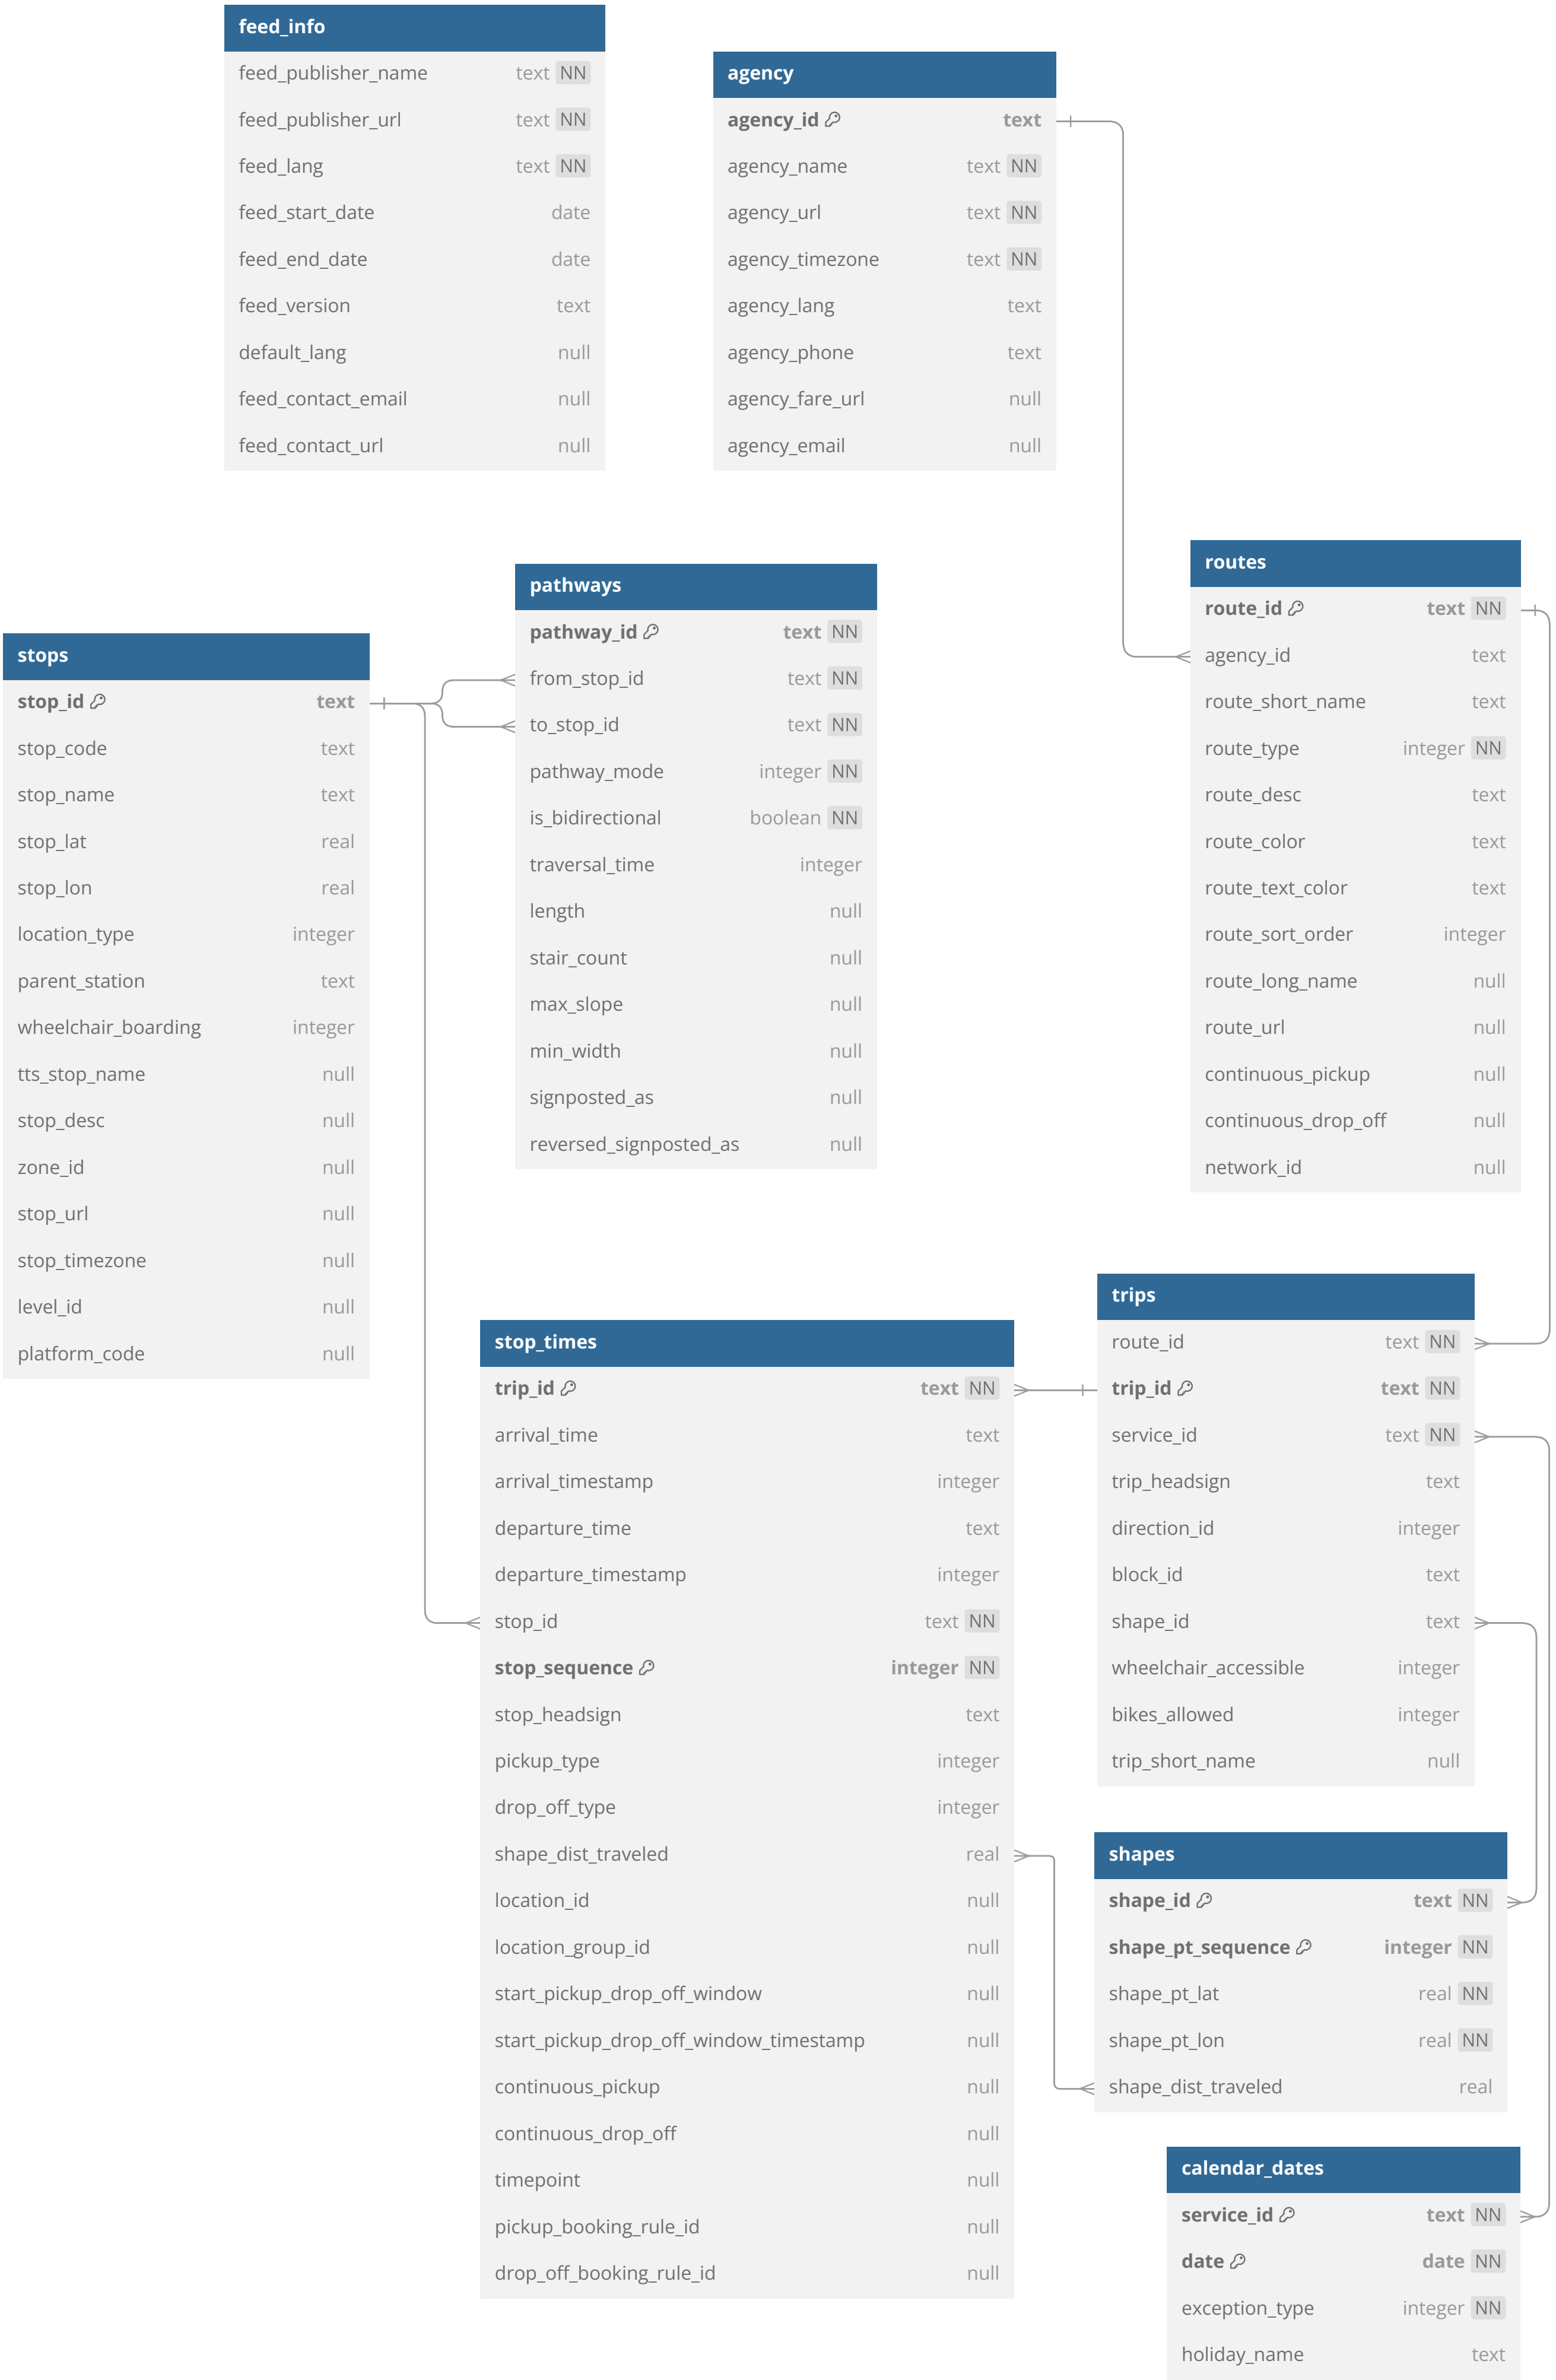 feed_info
feed_publisher_name text NN
feed_publisher_url text NN
feed_lang text NN
feed_start_date date
feed_end_date date
feed_version text
default_lang null
feed_contact_email null
feed_contact_url null
agency
agency_id text
agency_name text NN
agency_url text NN
agency_timezone text NN
agency_lang text
agency_phone text
agency_fare_url null
agency_email null
routes
route_id text NN
agency_id text
route_short_name text
route_type integer NN
route_desc text
route_color text
route_text_color text
route_sort_order integer
route_long_name null
route_url null
continuous_pickup null
continuous_drop_off null
network_id null
pathways
pathway_id text NN
from_stop_id text NN
to_stop_id text NN
pathway_mode integer NN
is_bidirectional boolean NN
traversal_time integer
length null
stair_count null
max_slope null
min_width null
signposted_as null
reversed_signposted_as null
stops
stop_id text
stop_code text
stop_name text
stop_lat real
stop_lon real
location_type integer
parent_station text
wheelchair_boarding integer
tts_stop_name null
stop_desc null
zone_id null
stop_url null
stop_timezone null
level_id null
platform_code null
trips
route_id text NN
trip_id text NN
service_id text NN
trip_headsign text
direction_id integer
block_id text
shape_id text
wheelchair_accessible integer
bikes_allowed integer
trip_short_name null
stop_times
trip_id text NN
arrival_time text
arrival_timestamp integer
departure_time text
departure_timestamp integer
stop_id text NN
stop_sequence integer NN
stop_headsign text
pickup_type integer
drop_off_type integer
shape_dist_traveled real
location_id null
location_group_id null
start_pickup_drop_off_window null
start_pickup_drop_off_window_timestamp null
continuous_pickup null
continuous_drop_off null
timepoint null
pickup_booking_rule_id null
drop_off_booking_rule_id null
shapes
shape_id text NN
shape_pt_sequence integer NN
shape_pt_lat real NN
shape_pt_lon real NN
shape_dist_traveled real
calendar_dates
service_id text NN
date date NN
exception_type integer NN
holiday_name text